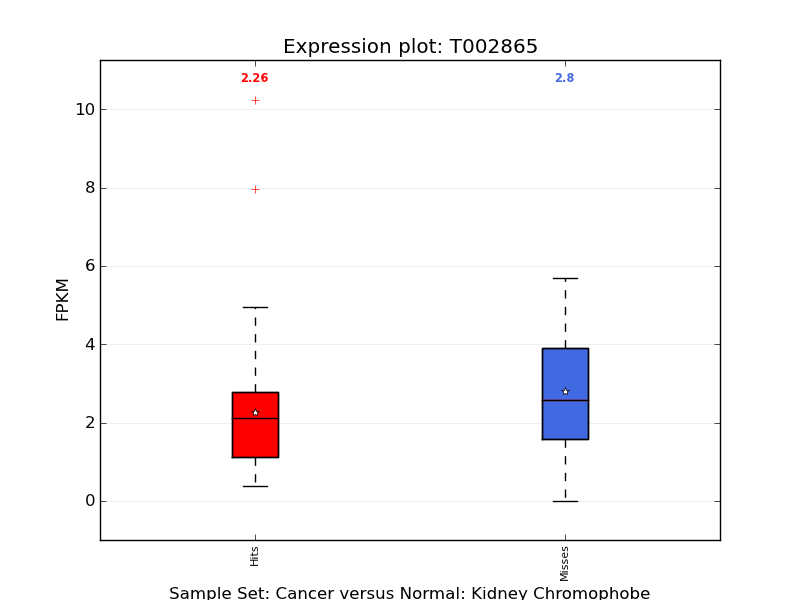 Expression plot: T002865
2.26
2.8
10
8
6
4
2
0
FPKM
Hits
Misses
Sample Set: Cancer versus Normal: Kidney Chromophobe